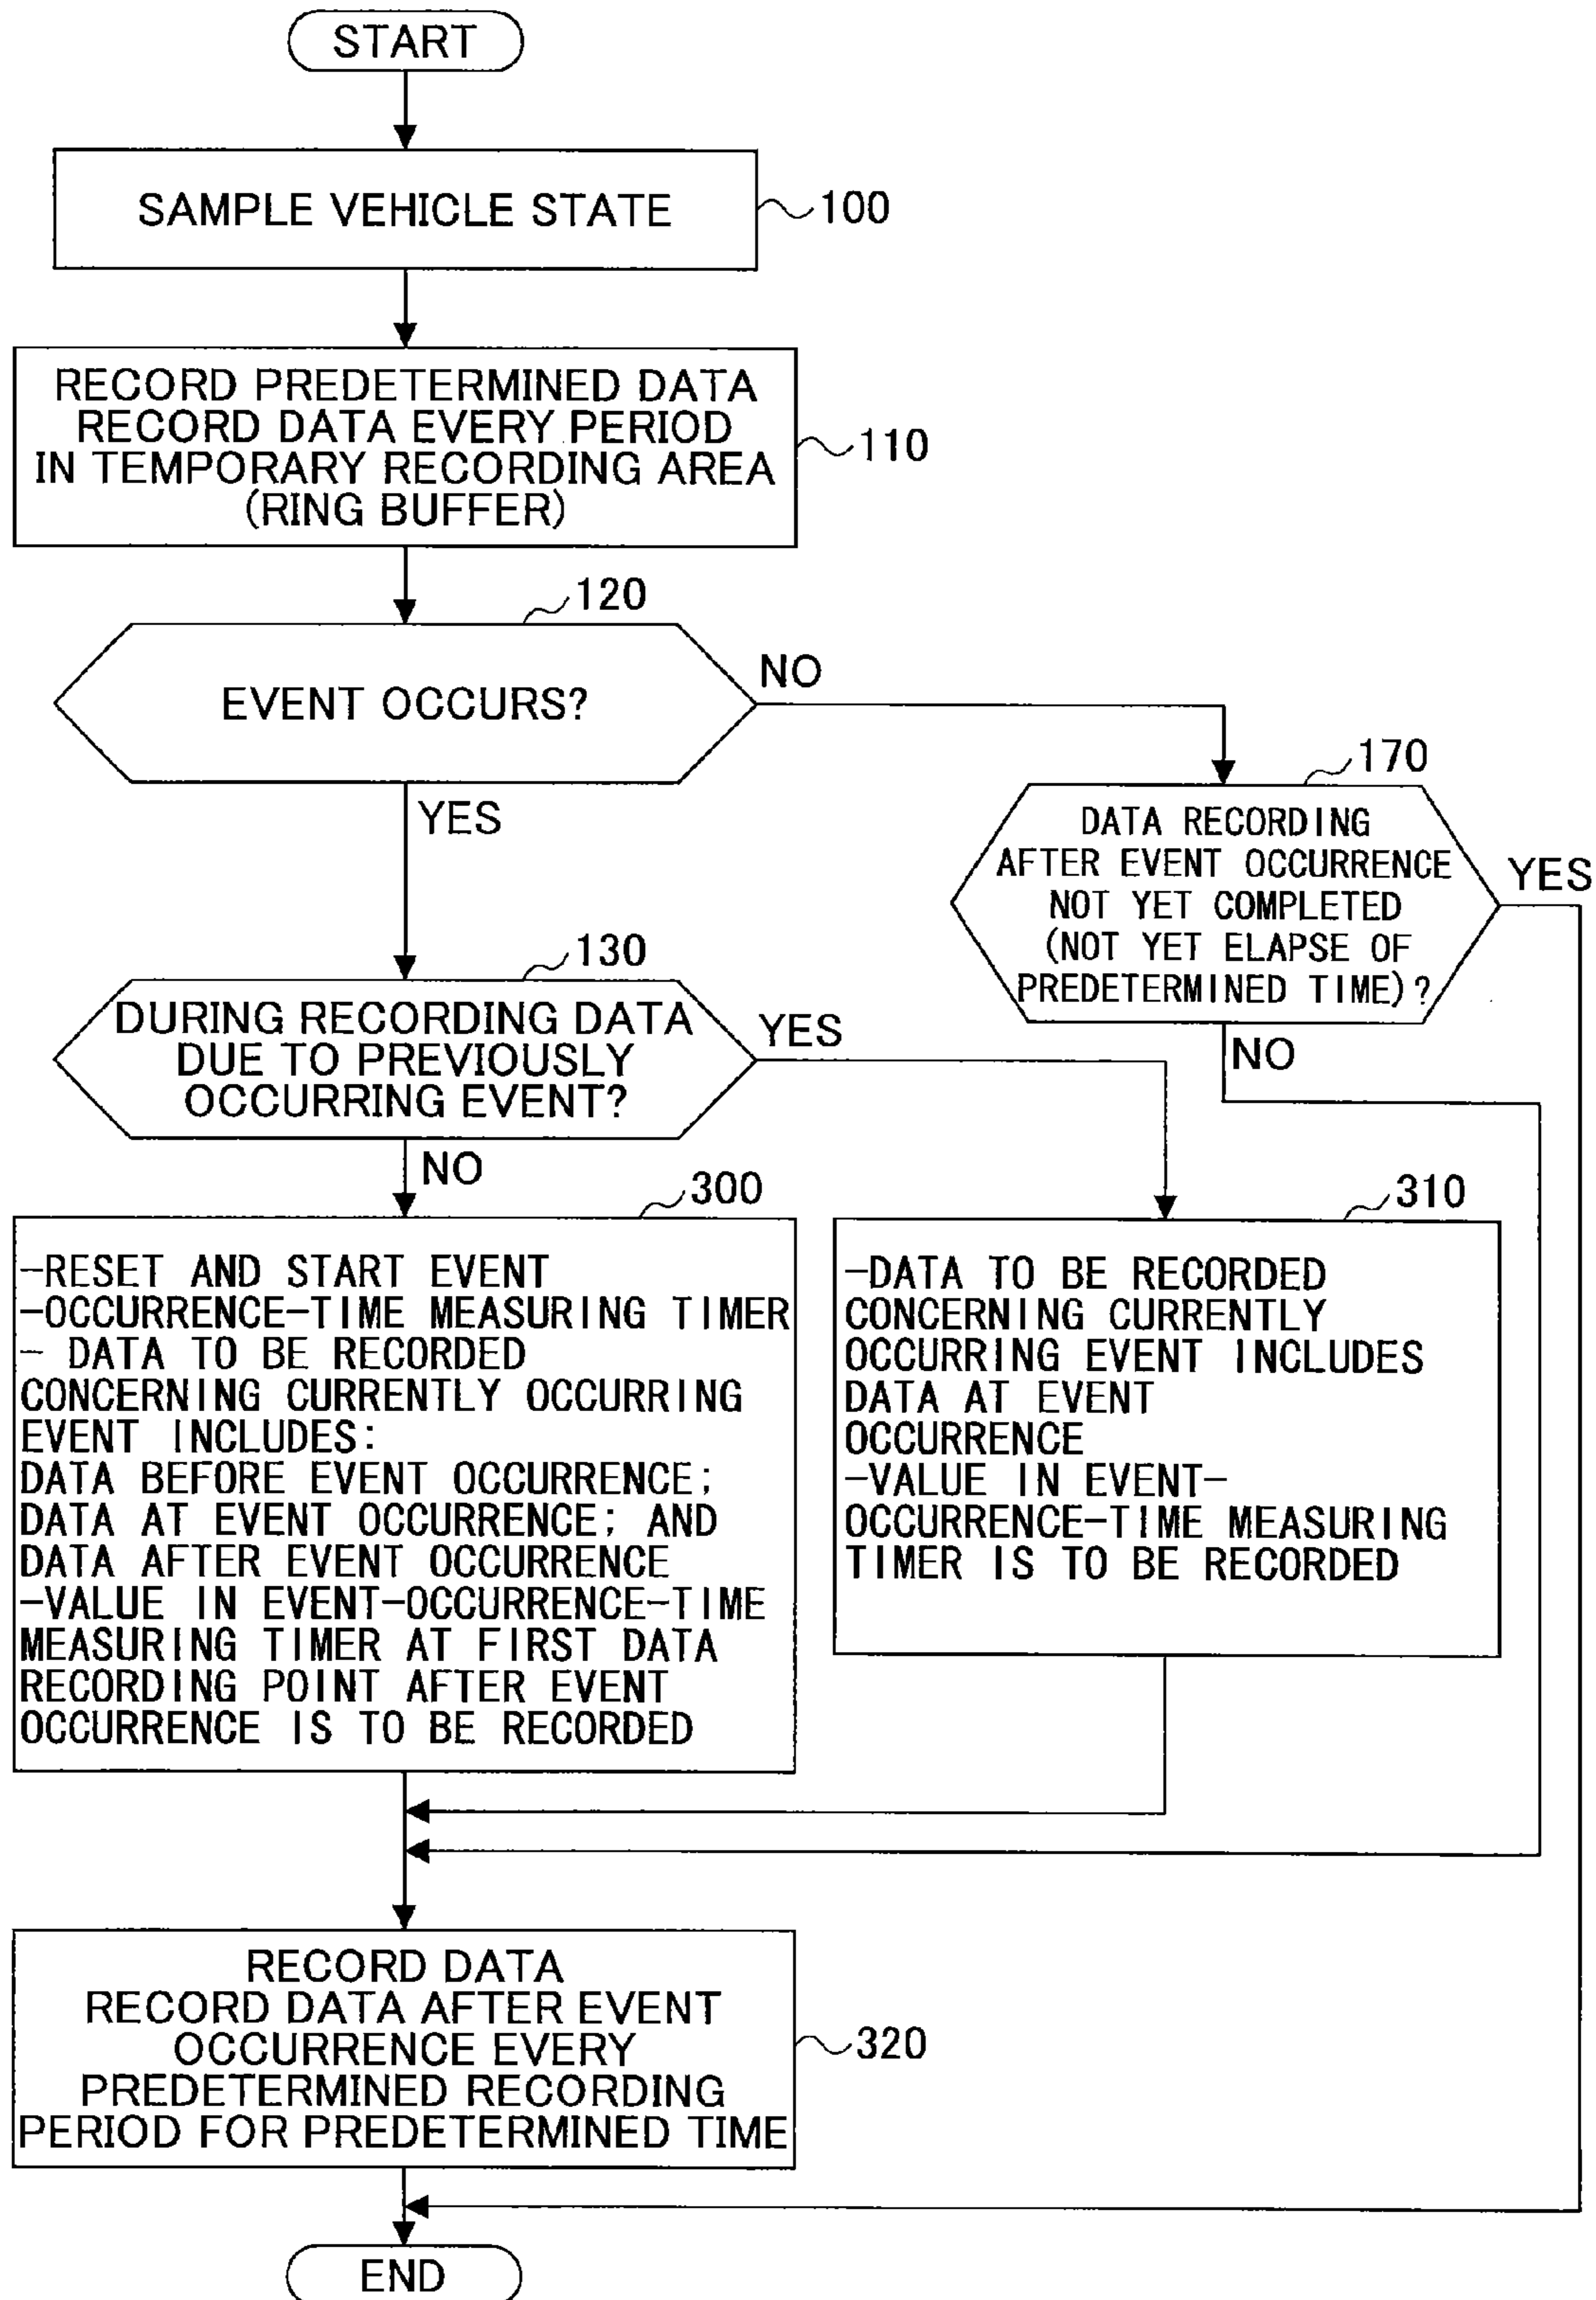 START
SAMPLE VEHICLE STATE
100
RECORD PREDETERMINED DATA
RECORD DATA EVERY PERIOD
IN TEMPORARY RECORDING AREA
(RING BUFFER)
110
120
EVENT OCCURS?
NO
YES
170
DATA RECORDING
AFTER EVENT OCCURRENCE
NOT YET COMPLETED
(NOT YET ELAPSE OF
PREDETERMINED TIME)?
YES
NO
130
DURING RECORDING DATA
DUE TO PREVIOUSLY
OCCURRING EVENT?
YES
NO
300
-RESET AND START EVENT
-OCCURRENCE-TIME MEASURING TIMER
- DATA TO BE RECORDED
CONCERNING CURRENTLY OCCURRING
EVENT INCLUDES:
DATA BEFORE EVENT OCCURRENCE;
DATA AT EVENT OCCURRENCE; AND
DATA AFTER EVENT OCCURRENCE
-VALUE IN EVENT-OCCURRENCE-TIME
MEASURING TIMER AT FIRST DATA
RECORDING POINT AFTER EVENT
OCCURRENCE IS TO BE RECORDED
310
-DATA TO BE RECORDED
CONCERNING CURRENTLY
OCCURRING EVENT INCLUDES
DATA AT EVENT
OCCURRENCE
-VALUE IN EVENT-
OCCURRENCE-TIME MEASURING
TIMER IS TO BE RECORDED
RECORD DATA
RECORD DATA AFTER EVENT
OCCURRENCE EVERY
PREDETERMINED RECORDING
PERIOD FOR PREDETERMINED TIME
320
END